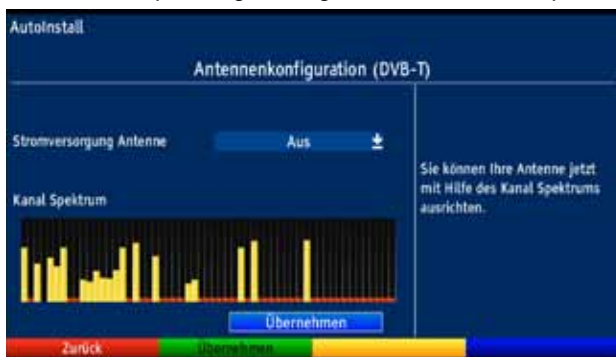 AutoInstall
Antennenkonfiguration (DVB-T)
Stromversorgung Antenne
Aus
Sie können Ihre Antenne jetzt
mit Hilfe des Kanal Spektrums
ausrichten.
Kanal Spektrum
Übernehmen
Zurück
Übernehmen